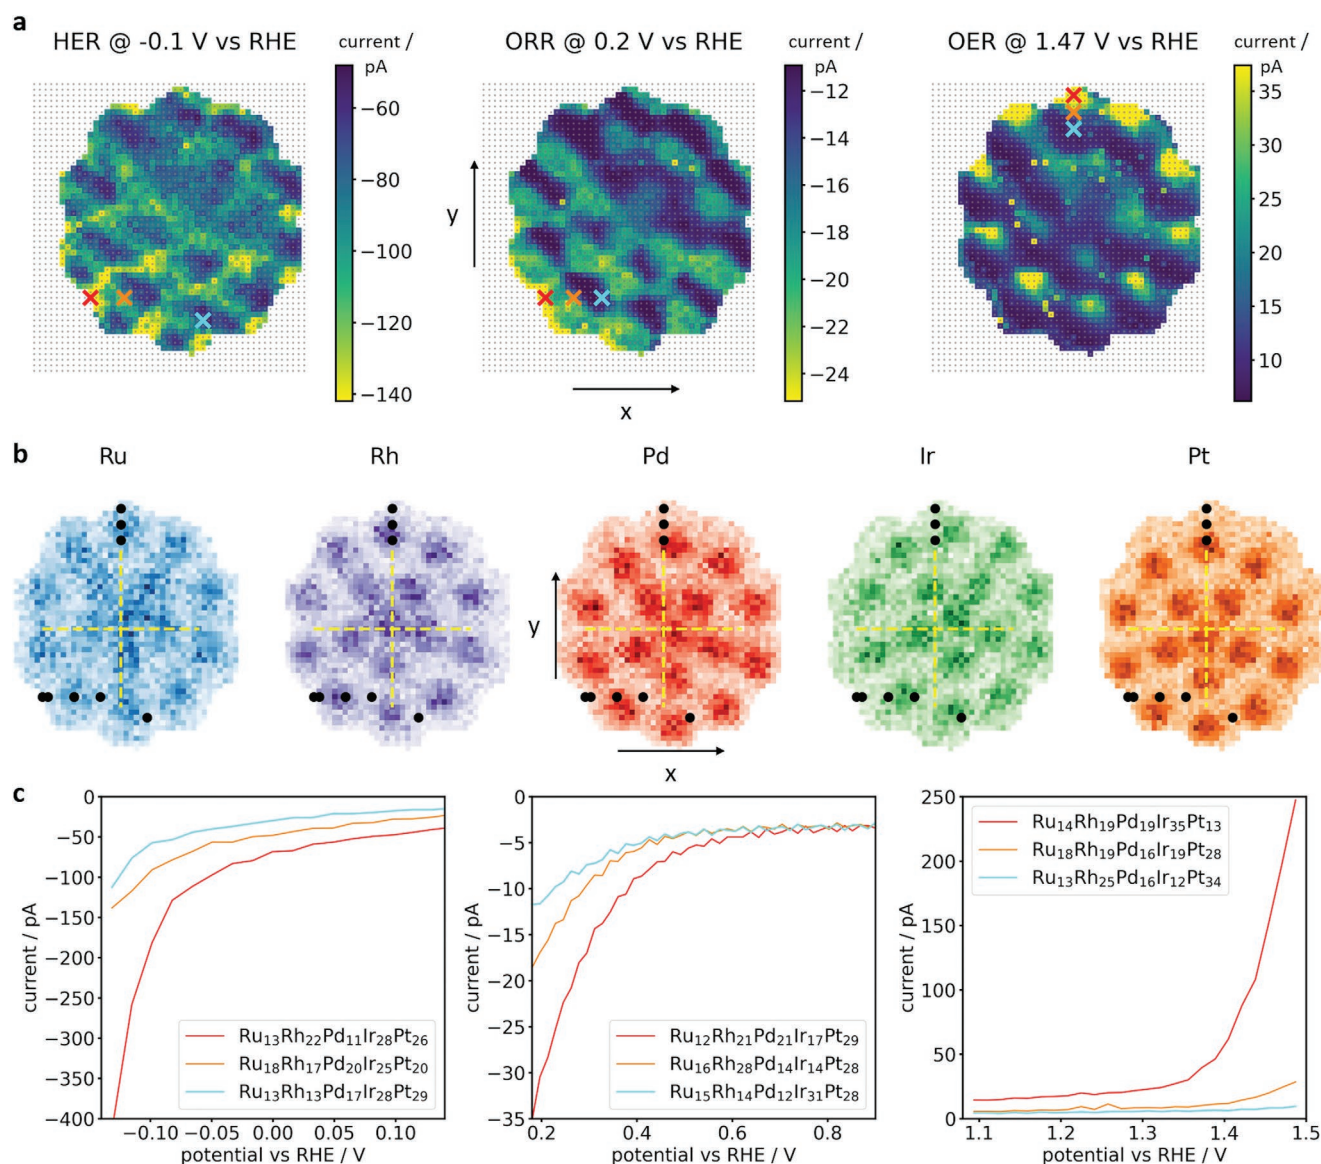 a
HER @ -0.1 V vs RHE
current / pA
−60
−80
−100
−120
−140
ORR @ 0.2 V vs RHE
current / pA
−12
−14
−16
−18
−20
−22
−24
y
x
OER @ 1.47 V vs RHE
current / pA
35
30
25
20
15
10
b
Ru
Rh
Pd
Ir
Pt
y
x
c
0
−50
−100
−150
−200
−250
−300
−350
−400
current / pA
Ru₁₃Rh₂₂Pd₁₁Ir₂₈Pt₂₆
Ru₁₈Rh₁₇Pd₂₀Ir₂₅Pt₂₀
Ru₁₃Rh₁₃Pd₁₇Ir₂₈Pt₂₉
−0.10 −0.05 0.00 0.05 0.10
potential vs RHE / V
0
−5
−10
−15
−20
−25
−30
−35
current / pA
Ru₁₂Rh₂₁Pd₂₁Ir₁₇Pt₂₉
Ru₁₆Rh₂₈Pd₁₄Ir₁₄Pt₂₈
Ru₁₅Rh₁₄Pd₁₂Ir₃₁Pt₂₈
0.2 0.4 0.6 0.8
potential vs RHE / V
250
200
150
100
50
0
current / pA
Ru₁₄Rh₁₉Pd₁₉Ir₃₅Pt₁₃
Ru₁₈Rh₁₉Pd₁₆Ir₁₉Pt₂₈
Ru₁₃Rh₂₅Pd₁₆Ir₁₂Pt₃₄
1.1 1.2 1.3 1.4 1.5
potential vs RHE / V